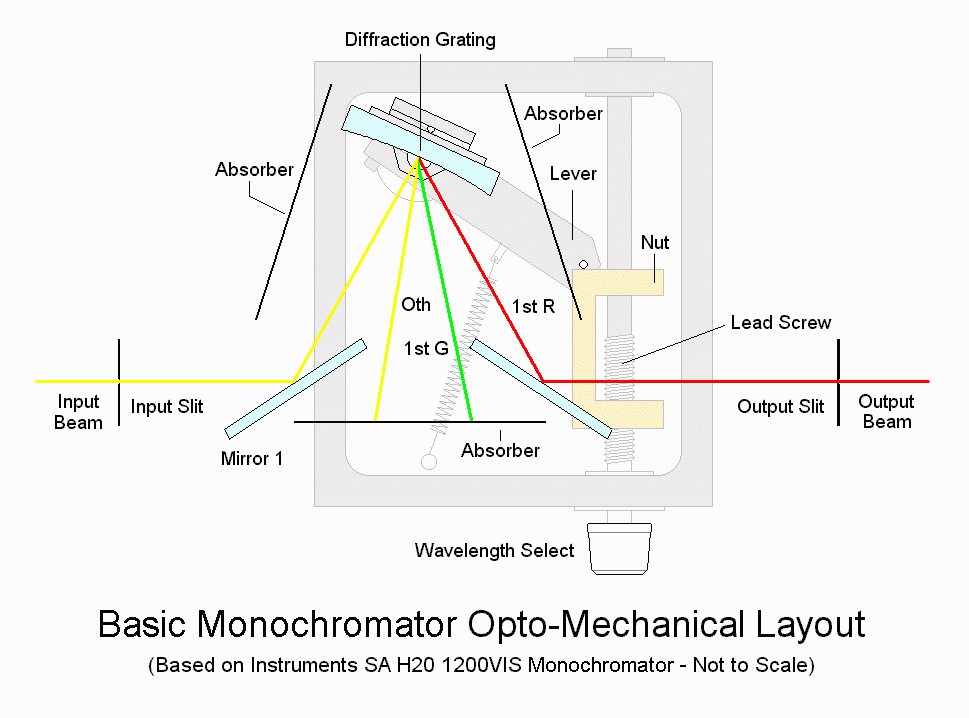 Diffraction Grating
Absorber
Absorber
Lever
Nut
Oth
1st R
Lead Screw
1st G
Input
Beam
Input Slit
Output Slit
Output
Beam
Mirror 1
Absorber
Wavelength Select
Basic Monochromator Opto-Mechanical Layout
(Based on Instruments SA H20 1200VIS Monochromator - Not to Scale)